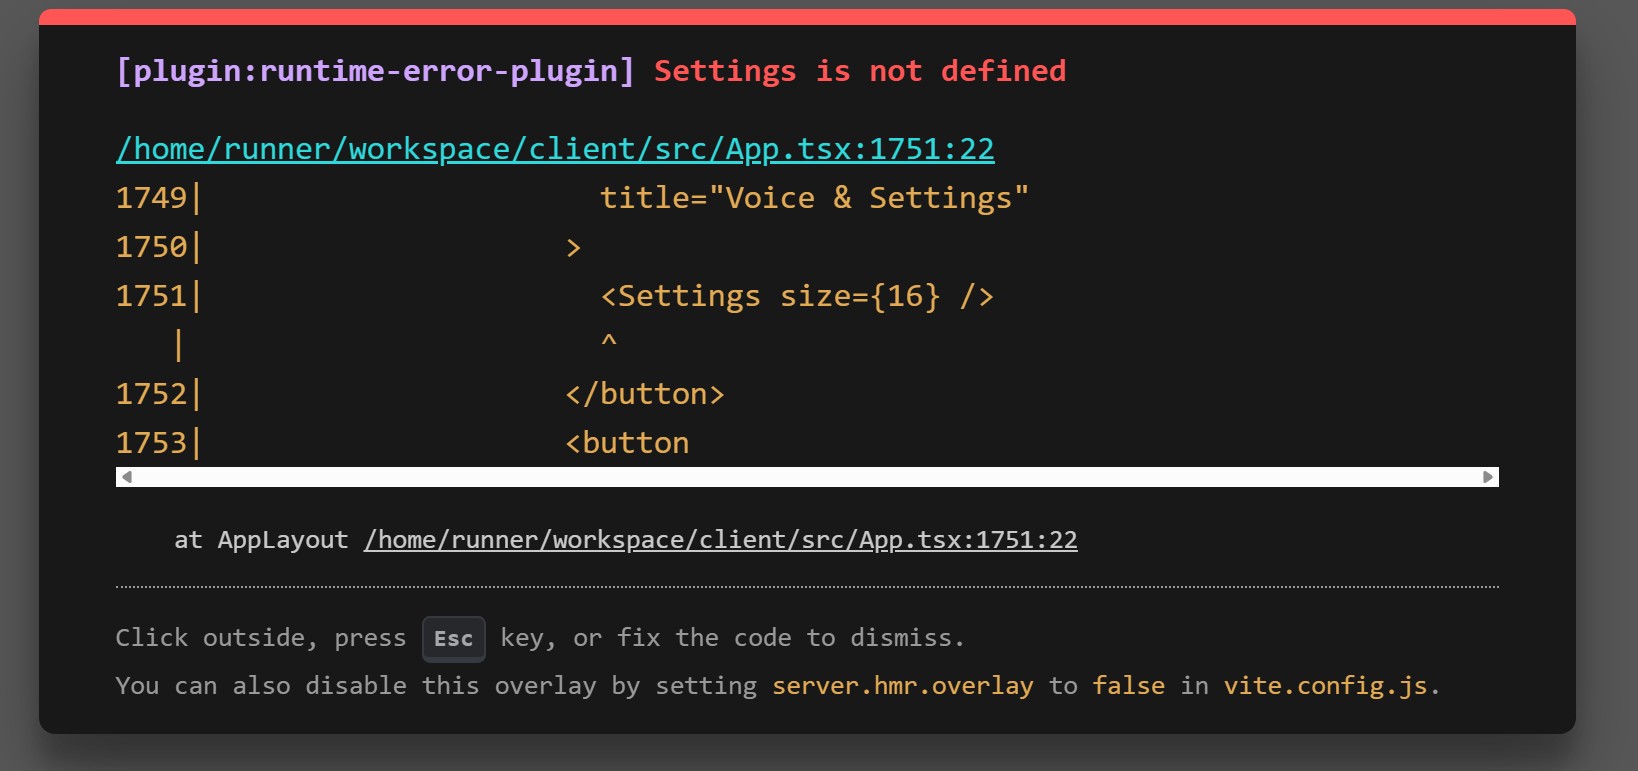 [plugin:runtime-error-plugin] Settings is not defined
/home/runner/workspace/client/src/App.tsx:1751:22
1749|                      title="Voice & Settings"
1750|                    >
1751|                      <Settings size={16} />
   |                       ^
1752|                    </button>
1753|                    <button
at AppLayout /home/runner/workspace/client/src/App.tsx:1751:22
Click outside, press Esc key, or fix the code to dismiss.
You can also disable this overlay by setting server.hmr.overlay to false in vite.config.js.